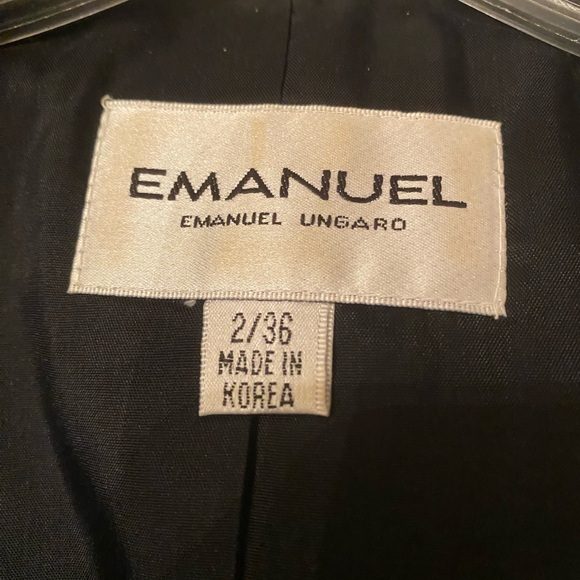 EMANUEL
EMANUEL UNGARO
2/36
MADE IN
KOREA